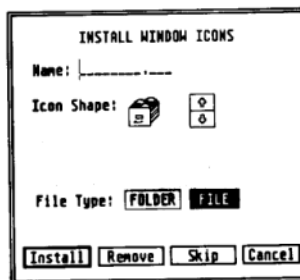 INSTALL WINDOW ICONS
Name: ________.___
Icon Shape:
File Type: FOLDER FILE
Install Remove Skip Cancel